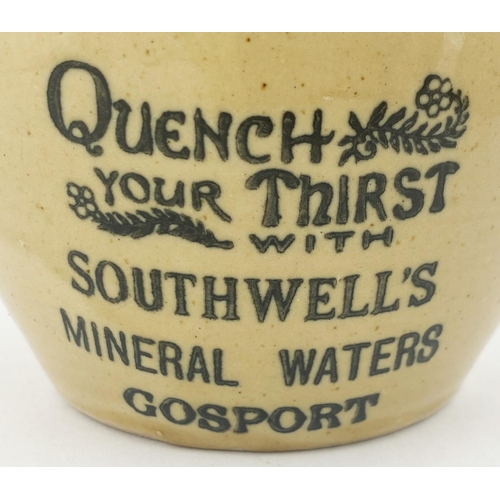 QUENCH
YOUR THIRST
WITH
SOUTHWELL'S
MINERAL WATERS
GOSPORT